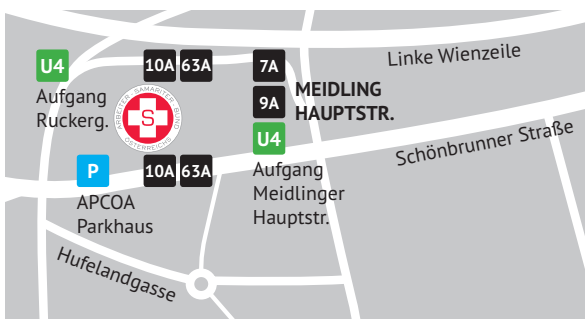 Linke Wienzeile
U4
10A 63A
7A
Aufgang
Ruckerg.
ARBEITER SAMARITER BUND
S
ÖSTERREICHS
9A
MEIDLING
HAUPTSTR.
U4
Schönbrunner Straße
P
10A 63A
Aufgang
Meidlinger
Hauptstr.
APCOA
Parkhaus
Hufelandgasse